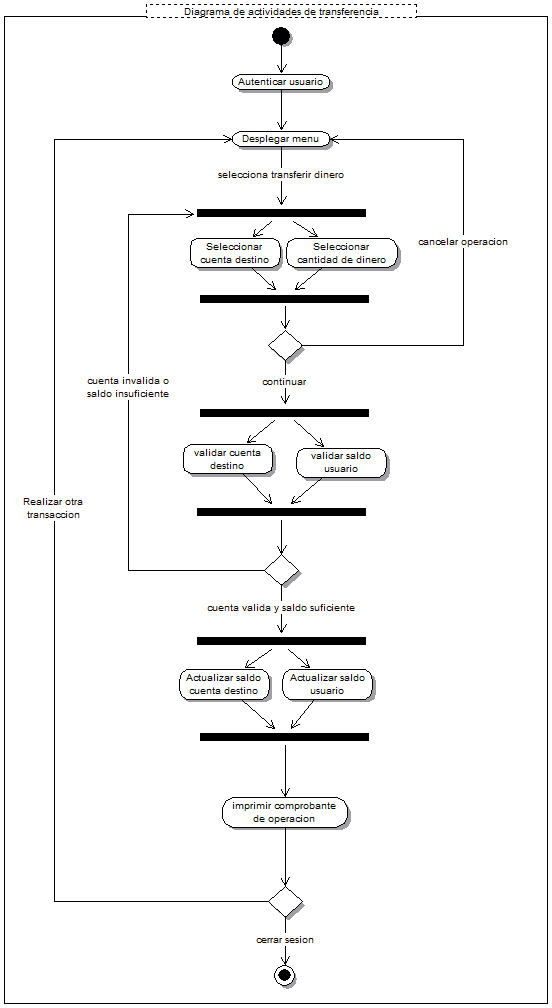 Diagrama de actividades de transferencia
Autenticar usuario
Desplegar menu
selecciona transferir dinero
cancelar operacion
Seleccionar
cuenta destino
Seleccionar
cantidad de dinero
cuenta invalida o
saldo insuficiente
continuar
validar cuenta
destino
validar saldo
usuario
Realizar otra
transaccion
cuenta valida y saldo suficiente
Actualizar saldo
cuenta destino
Actualizar saldo
usuario
imprimir comprobante
de operacion
cerrar sesion